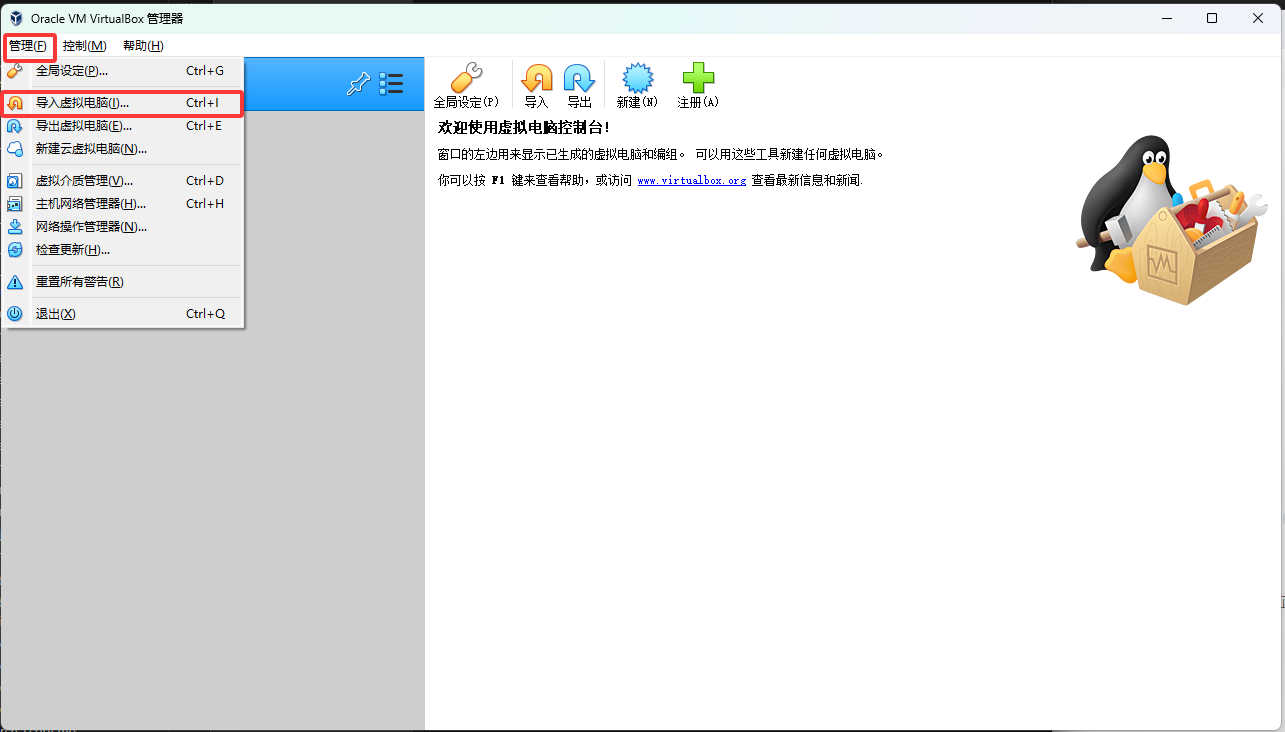 Oracle VM VirtualBox 管理器
管理(F) 控制(M) 帮助(H)
全局设定(P)... Ctrl+G
导入虚拟电脑(I)... Ctrl+I
导出虚拟电脑(E)... Ctrl+E
新建云虚拟电脑(N)...
虚拟介质管理(V)... Ctrl+D
主机网络管理器(H)... Ctrl+H
网络操作管理器(N)...
检查更新(H)...
重置所有警告(R)
退出(X) Ctrl+Q
全局设定(P) 导入 导出 新建(N) 注册(A)
欢迎使用虚拟电脑控制台!
窗口的左边用来显示已生成的虚拟电脑和编组。 可以用这些工具新建任何虚拟电脑。
你可以按 F1 键来查看帮助，或访问 www.virtualbox.org 查看最新信息和新闻.